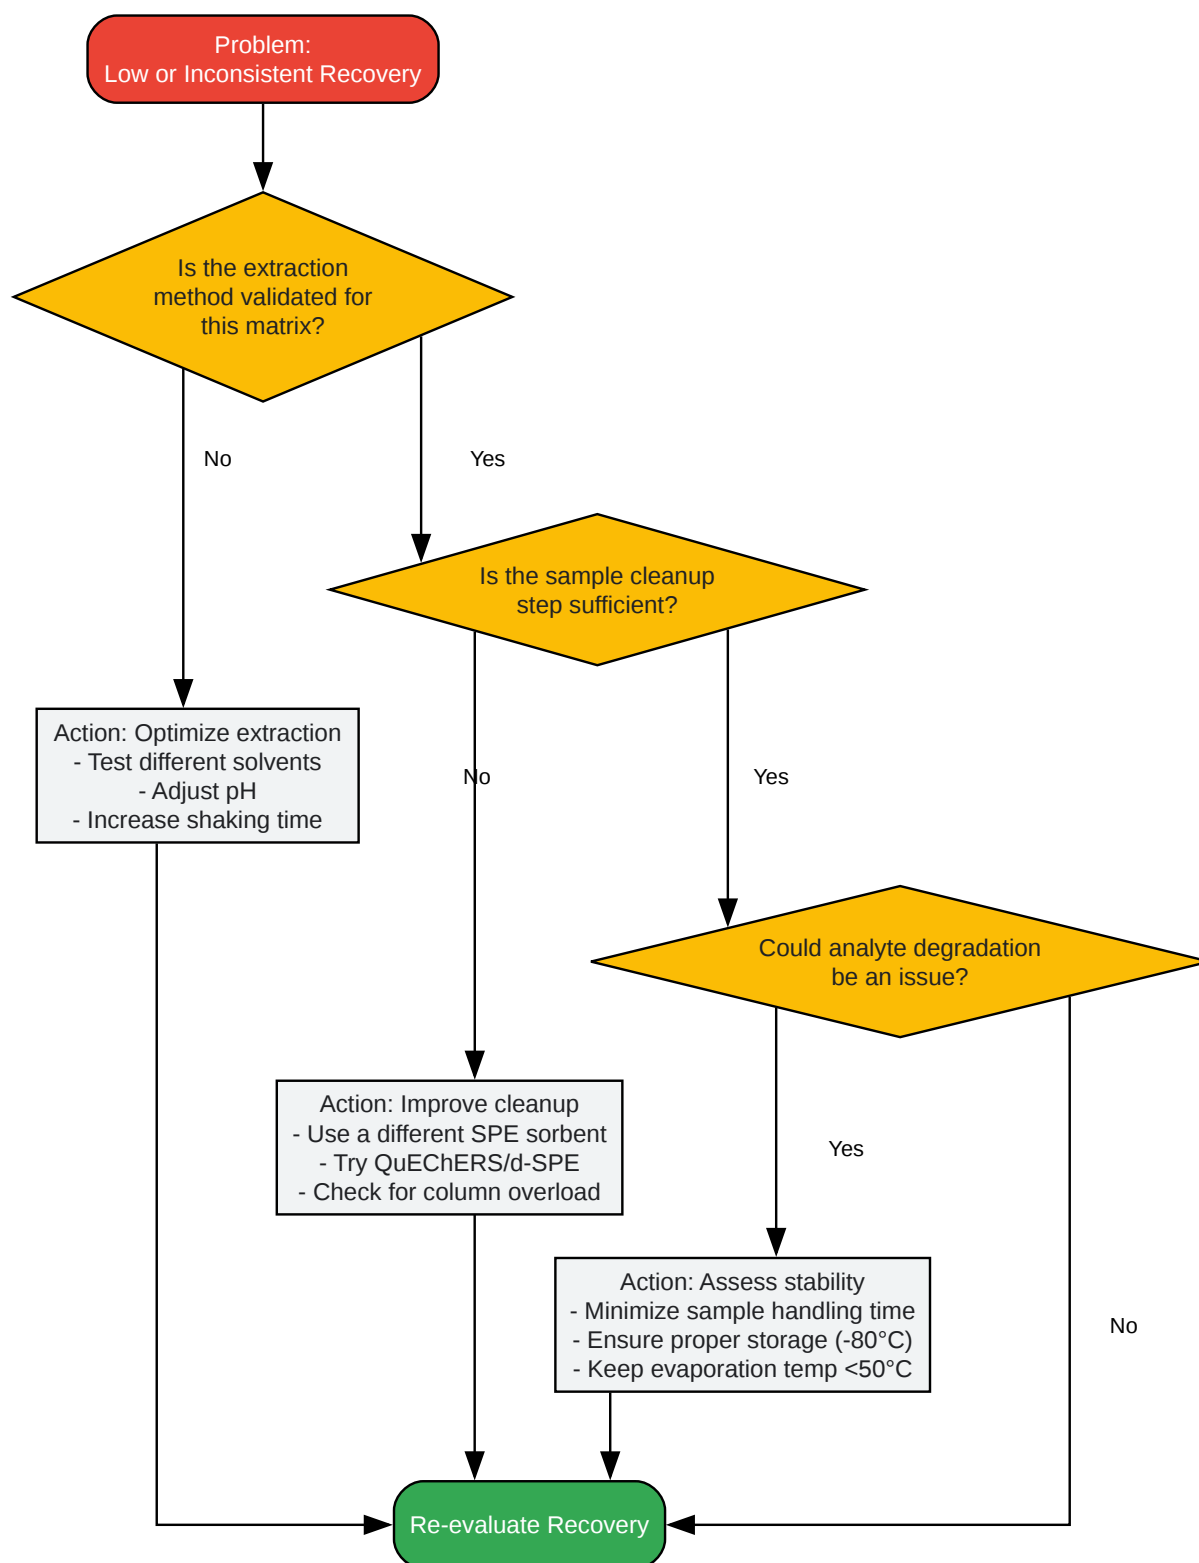 Problem:
Low or Inconsistent Recovery
Is the extraction
method validated for
this matrix?
No
Yes
Is the sample cleanup
step sufficient?
Action: Optimize extraction
- Test different solvents
- Adjust pH
- Increase shaking time
No
Yes
Could analyte degradation
be an issue?
Action: Improve cleanup
- Use a different SPE sorbent
- Try QuEChERS/d-SPE
- Check for column overload
Yes
Action: Assess stability
- Minimize sample handling time
- Ensure proper storage (-80°C)
- Keep evaporation temp <50°C
No
Re-evaluate Recovery